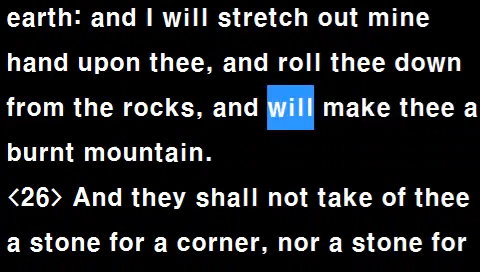 earth: and I will stretch out mine
hand upon thee, and roll thee down
from the rocks, and will make thee a
burnt mountain.
<26> And they shall not take of thee
a stone for a corner, nor a stone for